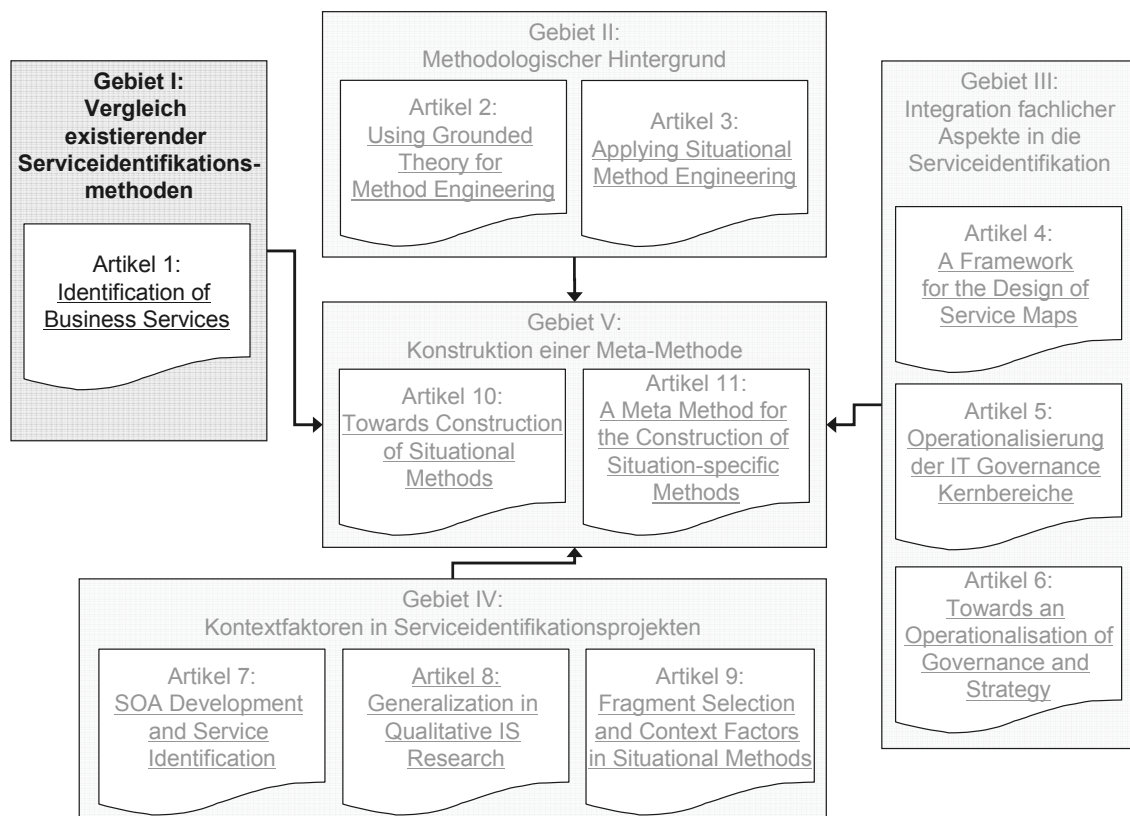 Gebiet I:
Vergleich
existierender
Serviceidentifikations-
methoden
Artikel 1:
Identification of
Business Services
Gebiet II:
Methodologischer Hintergrund
Artikel 2:
Using Grounded
Theory for
Method Engineering
Artikel 3:
Applying Situational
Method Engineering
Gebiet III:
Integration fachlicher
Aspekte in die
Serviceidentifikation
Artikel 4:
A Framework
for the Design of
Service Maps
Artikel 5:
Operationalisierung
der IT Governance
Kernbereiche
Artikel 6:
Towards an
Operationalisation of
Governance and
Strategy
Gebiet V:
Konstruktion einer Meta-Methode
Artikel 10:
Towards Construction
of Situational
Methods
Artikel 11:
A Meta Method for
the Construction of
Situation-specific
Methods
Gebiet IV:
Kontextfaktoren in Serviceidentifikationsprojekten
Artikel 7:
SOA Development
and Service
Identification
Artikel 8:
Generalization in
Qualitative IS
Research
Artikel 9:
Fragment Selection
and Context Factors
in Situational Methods